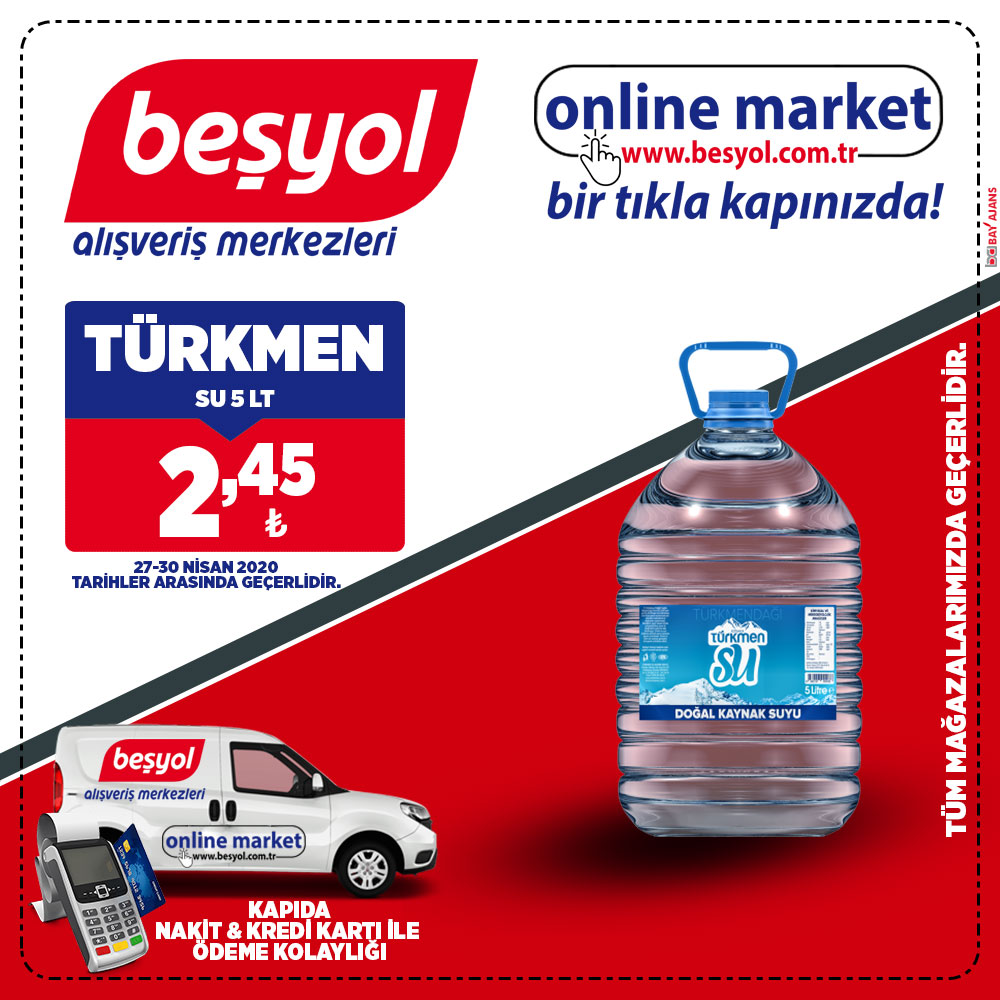 beşyol
alışveriş merkezleri
online market
www.besyol.com.tr
bir tıkla kapınızda!
BAY AJANS
TÜRKMEN
SU 5 LT
2,45
₺
27-30 NİSAN 2020
TARİHLER ARASINDA GEÇERLİDİR.
TÜM MAĞAZALARIMIZDA GEÇERLİDİR.
TÜRKMENDAĞI
türkmen
su
5 Litre e
DOĞAL KAYNAK SUYU
beşyol
alışveriş merkezleri
online market
www.besyol.com.tr
KAPIDA
NAKİT & KREDİ KARTI İLE
ÖDEME KOLAYLIĞI